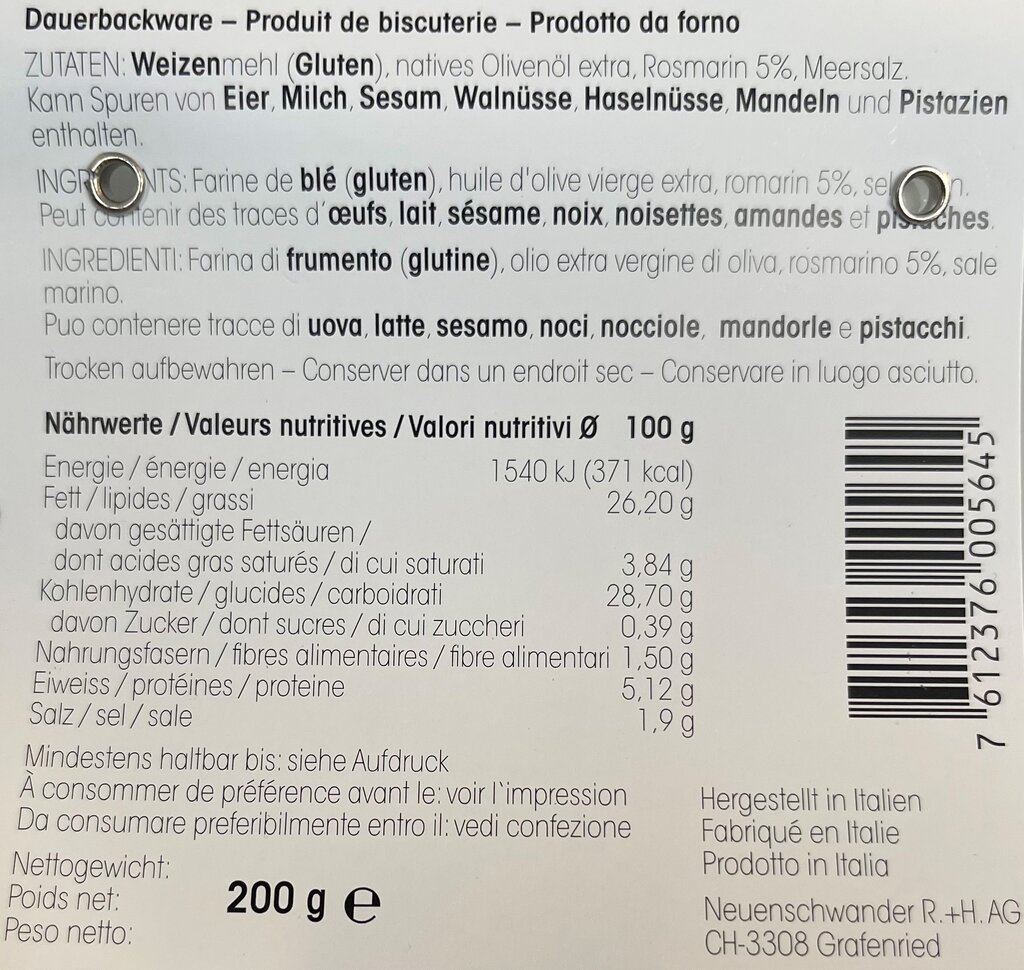 Dauerbackware – Produit de biscuterie – Prodotto da forno
ZUTATEN: Weizenmehl (Gluten), natives Olivenöl extra, Rosmarin 5%, Meersalz.
Kann Spuren von Eier, Milch, Sesam, Walnüsse, Haselnüsse, Mandeln und Pistazien
enthalten.
Farine de blé (gluten), huile d'olive vierge extra, romarin 5%, sel
Peut des traces d'œufs, lait, sésame, noix, noisettes, amandes et
INGREDIENTI: Farina di frumento (glutine), olio extra vergine di oliva, rosmarino 5%, sale
marino.
Puo contenere tracce di uova, latte, sesamo, noci, nocciole, mandorle e pistacchi.
Trocken aufbewahren – Conserver dans un endroit sec – Conservare in luogo asciutto.
Nährwerte / Valeurs nutritives / Valori nutritivi Ø 100 g
Energie / énergie / energia 1540 kJ (371 kcal)
Fett / lipides / grassi 26,20 g
davon gesättigte Fettsäuren /
dont acides gras saturés / di cui saturati 3,84 g
Kohlenhydrate / glucides / carboidrati 28,70 g
davon Zucker / dont sucres / di cui zuccheri 0,39 g
Nahrungsfasern / fibres alimentaires / fibre alimentari 1,50 g
Eiweiss / protéines / proteine 5,12 g
Salz / sel / sale 1,9 g
7 612376 005645
Mindestens haltbar bis: siehe Aufdruck
À consommer de préférence avant le: voir l`impression
Da consumare preferibilmente entro il: vedi confezione
Nettogewicht:
Poids net:
Peso netto:
200 g e
Hergestellt in Italien
Fabriqué en Italie
Prodotto in Italia
Neuenschwander R.+H. AG
CH-3308 Grafenried